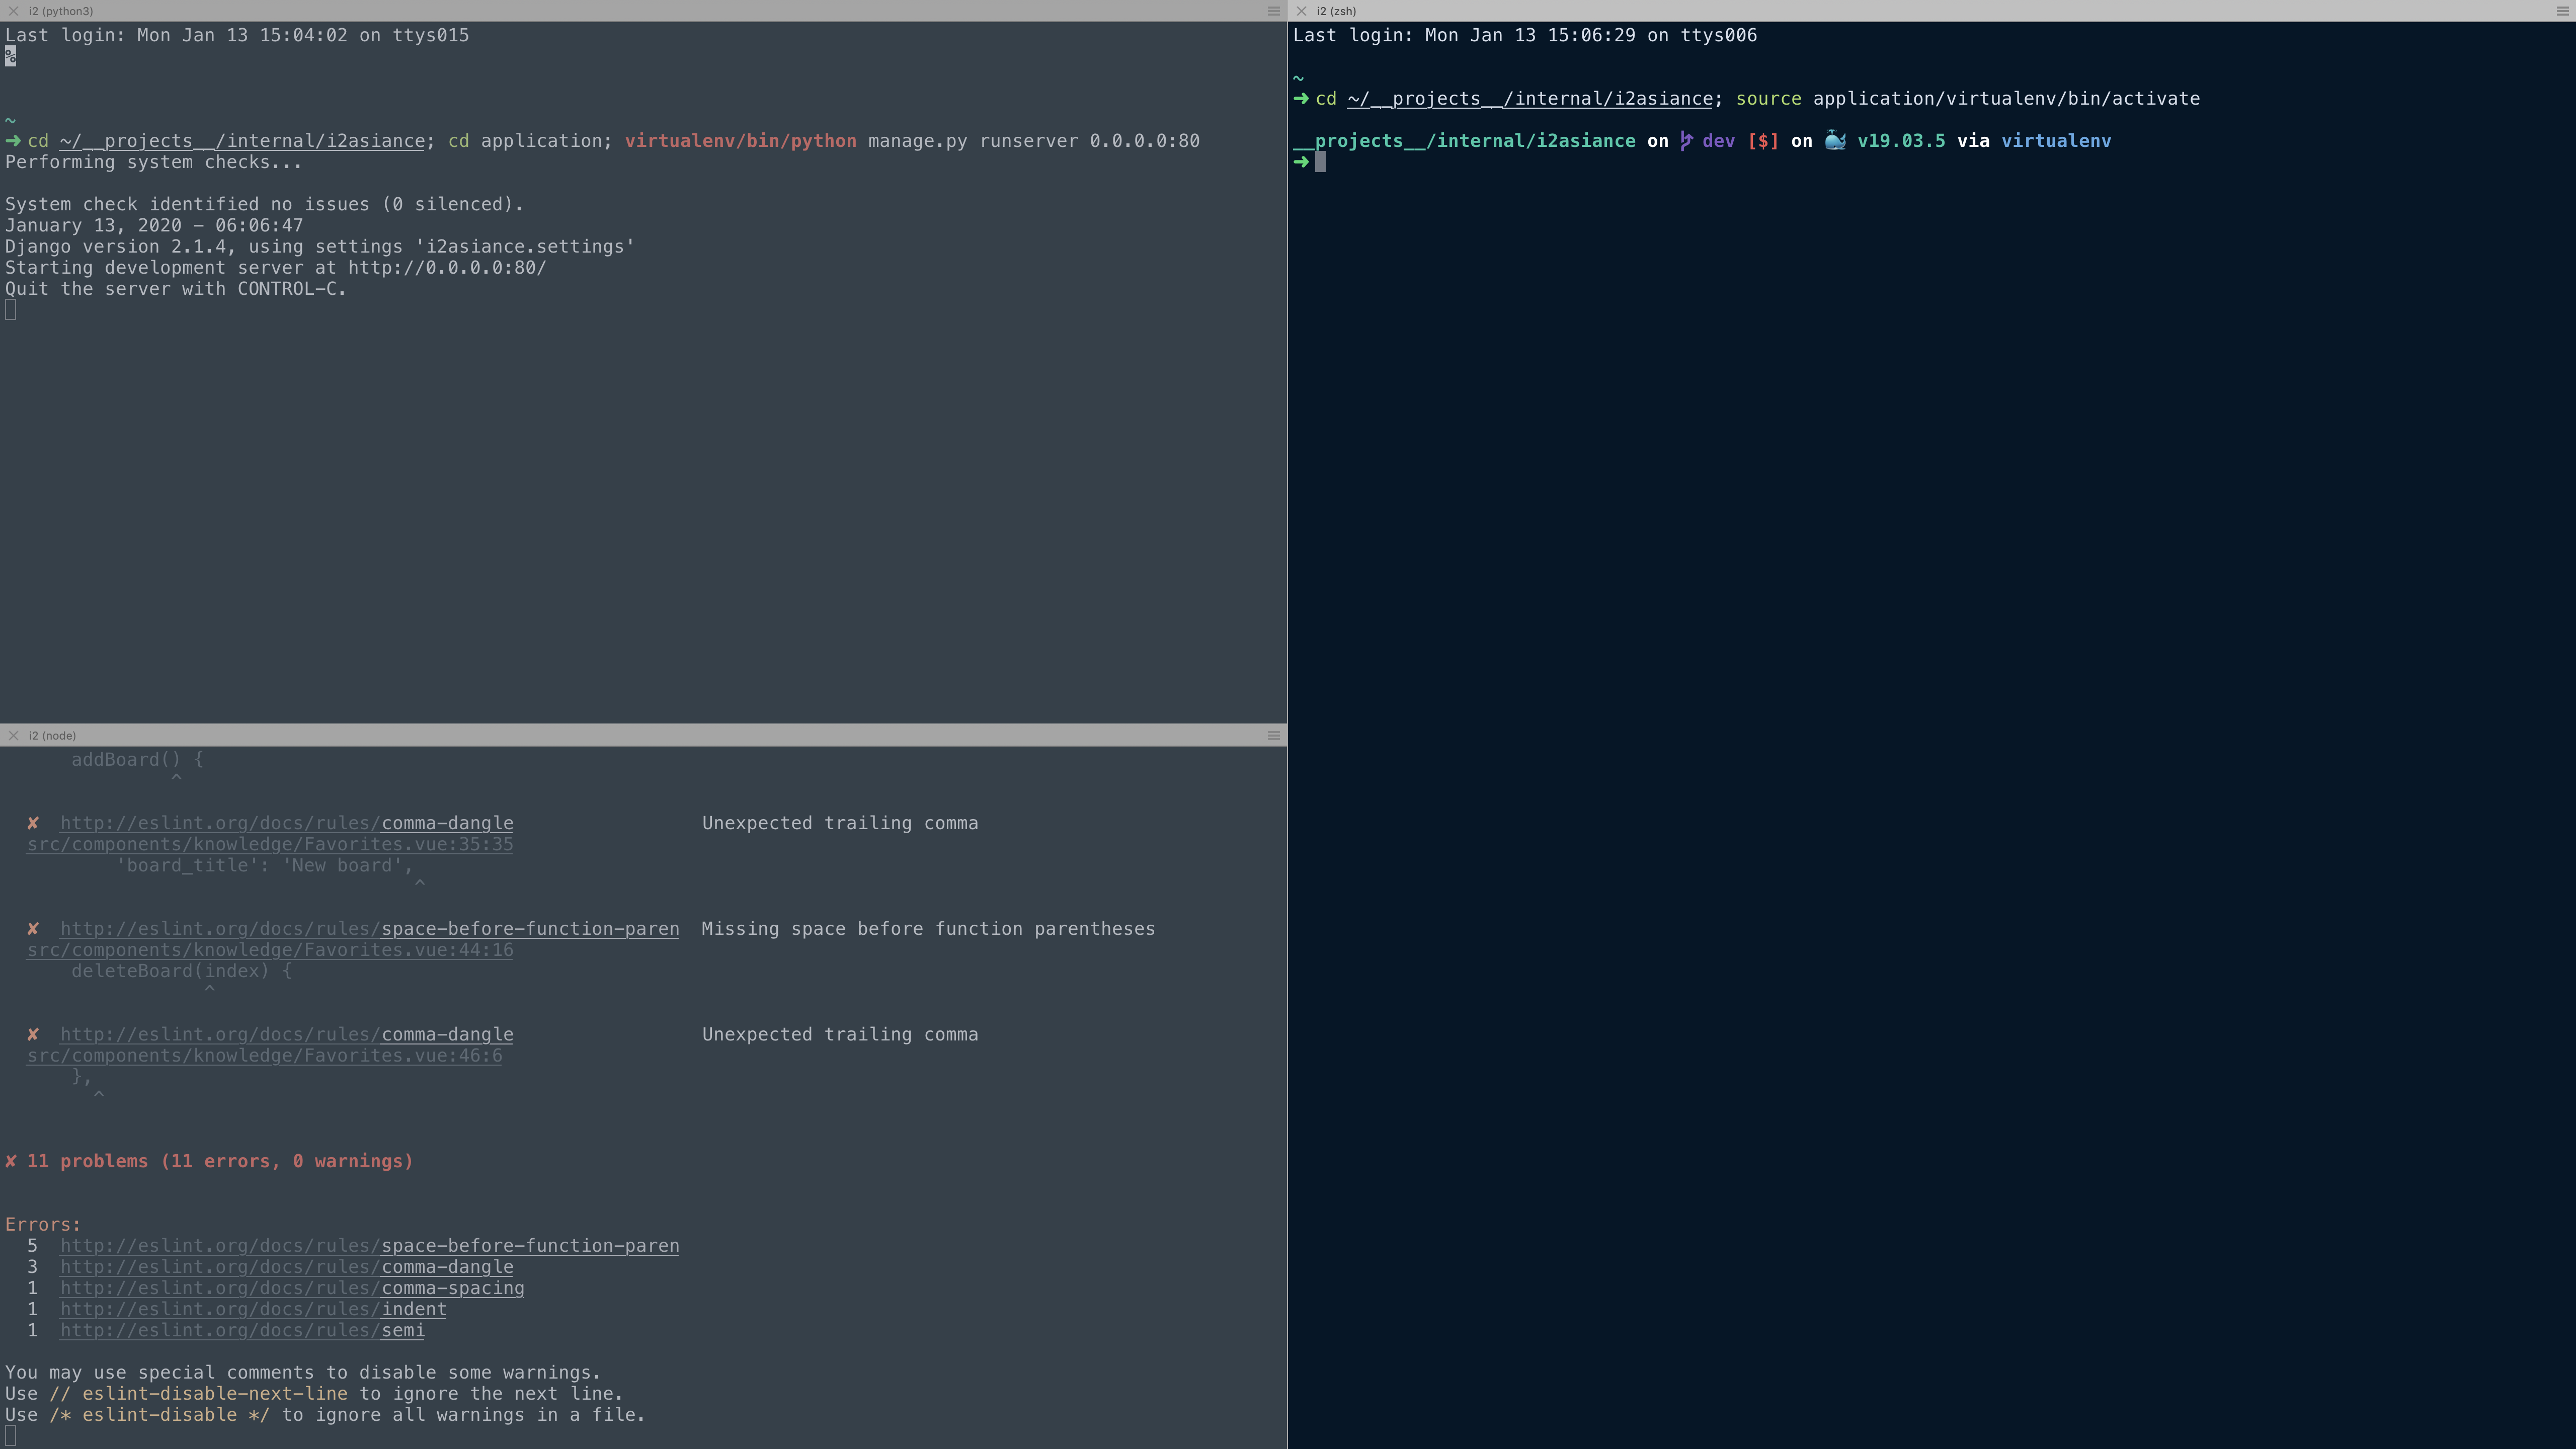 i2 (python3)
Last login: Mon Jan 13 15:04:02 on ttys015
%
~
➜ cd ~/__projects__/internal/i2asiance; cd application; virtualenv/bin/python manage.py runserver 0.0.0.0:80
Performing system checks...
System check identified no issues (0 silenced).
January 13, 2020 - 06:06:47
Django version 2.1.4, using settings 'i2asiance.settings'
Starting development server at http://0.0.0.0:80/
Quit the server with CONTROL-C.
i2 (node)
addBoard() {
^
✘ http://eslint.org/docs/rules/comma-dangle Unexpected trailing comma
src/components/knowledge/Favorites.vue:35:35
'board_title': 'New board',
^
✘ http://eslint.org/docs/rules/space-before-function-paren Missing space before function parentheses
src/components/knowledge/Favorites.vue:44:16
deleteBoard(index) {
^
✘ http://eslint.org/docs/rules/comma-dangle Unexpected trailing comma
src/components/knowledge/Favorites.vue:46:6
},
^
✘ 11 problems (11 errors, 0 warnings)
Errors:
5 http://eslint.org/docs/rules/space-before-function-paren
3 http://eslint.org/docs/rules/comma-dangle
1 http://eslint.org/docs/rules/comma-spacing
1 http://eslint.org/docs/rules/indent
1 http://eslint.org/docs/rules/semi
You may use special comments to disable some warnings.
Use // eslint-disable-next-line to ignore the next line.
Use /* eslint-disable */ to ignore all warnings in a file.
i2 (zsh)
Last login: Mon Jan 13 15:06:29 on ttys006
~
➜ cd ~/__projects__/internal/i2asiance; source application/virtualenv/bin/activate
__projects__/internal/i2asiance on dev [$] on 🐳 v19.03.5 via virtualenv
➜